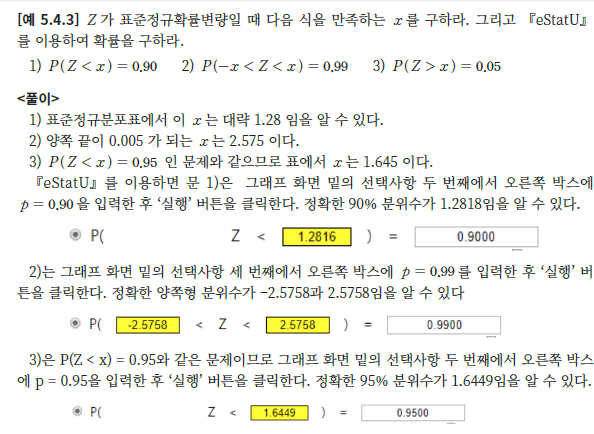 [예 5.4.3] Z가 표준정규확률변량일 때 다음 식을 만족하는 x를 구하라. 그리고 『eStatU』
를 이용하여 확률을 구하라.
1) P(Z < x) = 0.90 2) P(-x < Z < x) = 0.99 3) P(Z > x) = 0.05
<풀이>
1) 표준정규분포표에서 이 x는 대략 1.28 임을 알 수 있다.
2) 양쪽 끝이 0.005 가 되는 x는 2.575 이다.
3) P(Z < x) = 0.95 인 문제와 같으므로 표에서 x는 1.645 이다.
『eStatU』를 이용하면 문 1)은 그래프 화면 밑의 선택사항 두 번째에서 오른쪽 박스에
p = 0.90 을 입력한 후 ‘실행’ 버튼을 클릭한다. 정확한 90% 분위수가 1.2818임을 알 수 있다.
P( Z < 1.2816 ) = 0.9000
2)는 그래프 화면 밑의 선택사항 세 번째에서 오른쪽 박스에 p = 0.99 를 입력한 후 ‘실행’ 버
튼을 클릭한다. 정확한 양쪽형 분위수가 -2.5758과 2.5758임을 알 수 있다
P( -2.5758 < Z < 2.5758 ) = 0.9900
3)은 P(Z < x) = 0.95와 같은 문제이므로 그래프 화면 밑의 선택사항 두 번째에서 오른쪽 박스
에 p = 0.95을 입력한 후 ‘실행’ 버튼을 클릭한다. 정확한 95% 분위수가 1.6449임을 알 수 있다.
P( Z < 1.6449 ) = 0.9500